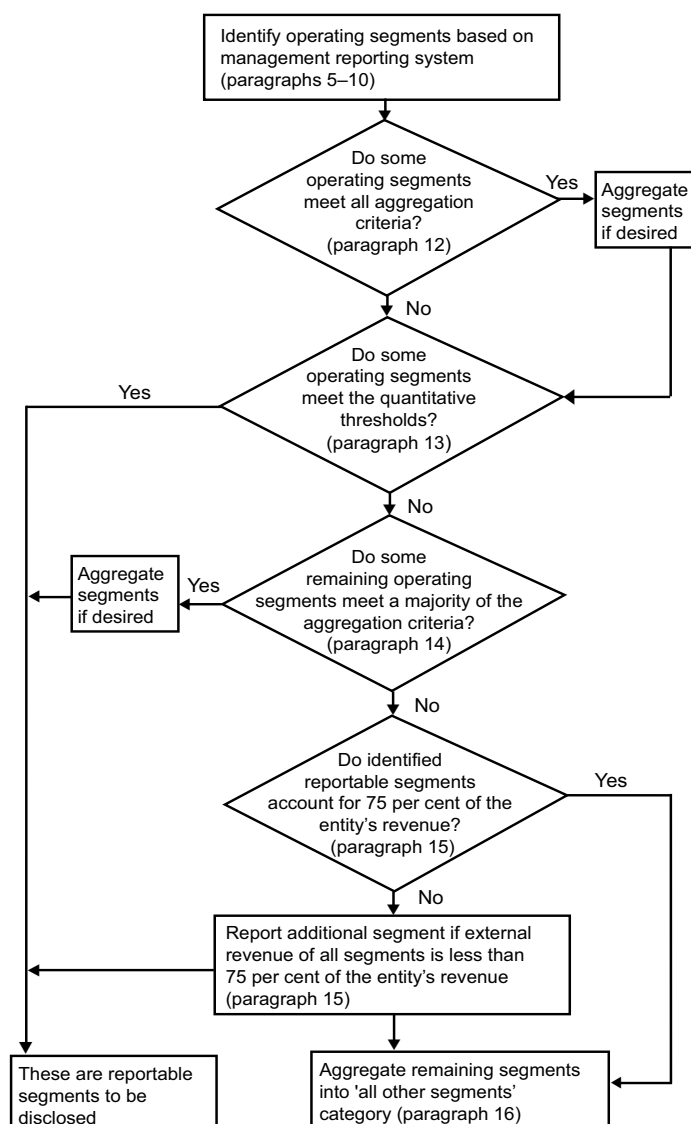 Identify operating segments based on
management reporting system
(paragraphs 5–10)
Do some
operating segments
meet all aggregation
criteria?
(paragraph 12)
Yes
Aggregate
segments
if desired
No
Do some
operating segments
meet the quantitative
thresholds?
(paragraph 13)
Yes
No
Do some
remaining operating
segments meet a majority of the
aggregation criteria?
(paragraph 14)
Yes
Aggregate
segments
if desired
No
Do identified
reportable segments
account for 75 per cent of the
entity’s revenue?
(paragraph 15)
Yes
No
Report additional segment if external
revenue of all segments is less than
75 per cent of the entity’s revenue
(paragraph 15)
These are reportable
segments to be
disclosed
Aggregate remaining segments
into 'all other segments’
category (paragraph 16)